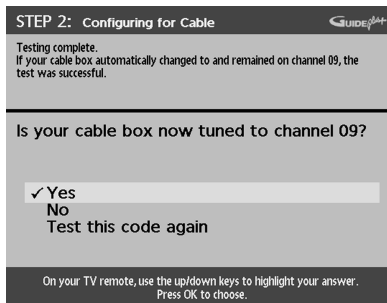 STEP 2: Configuring for Cable GUIDE plus+
Testing complete.
If your cable box automatically changed to and remained on channel 09, the
test was successful.
Is your cable box now tuned to channel 09?
✓ Yes
No
Test this code again
On your TV remote, use the up/down keys to highlight your answer.
Press OK to choose.